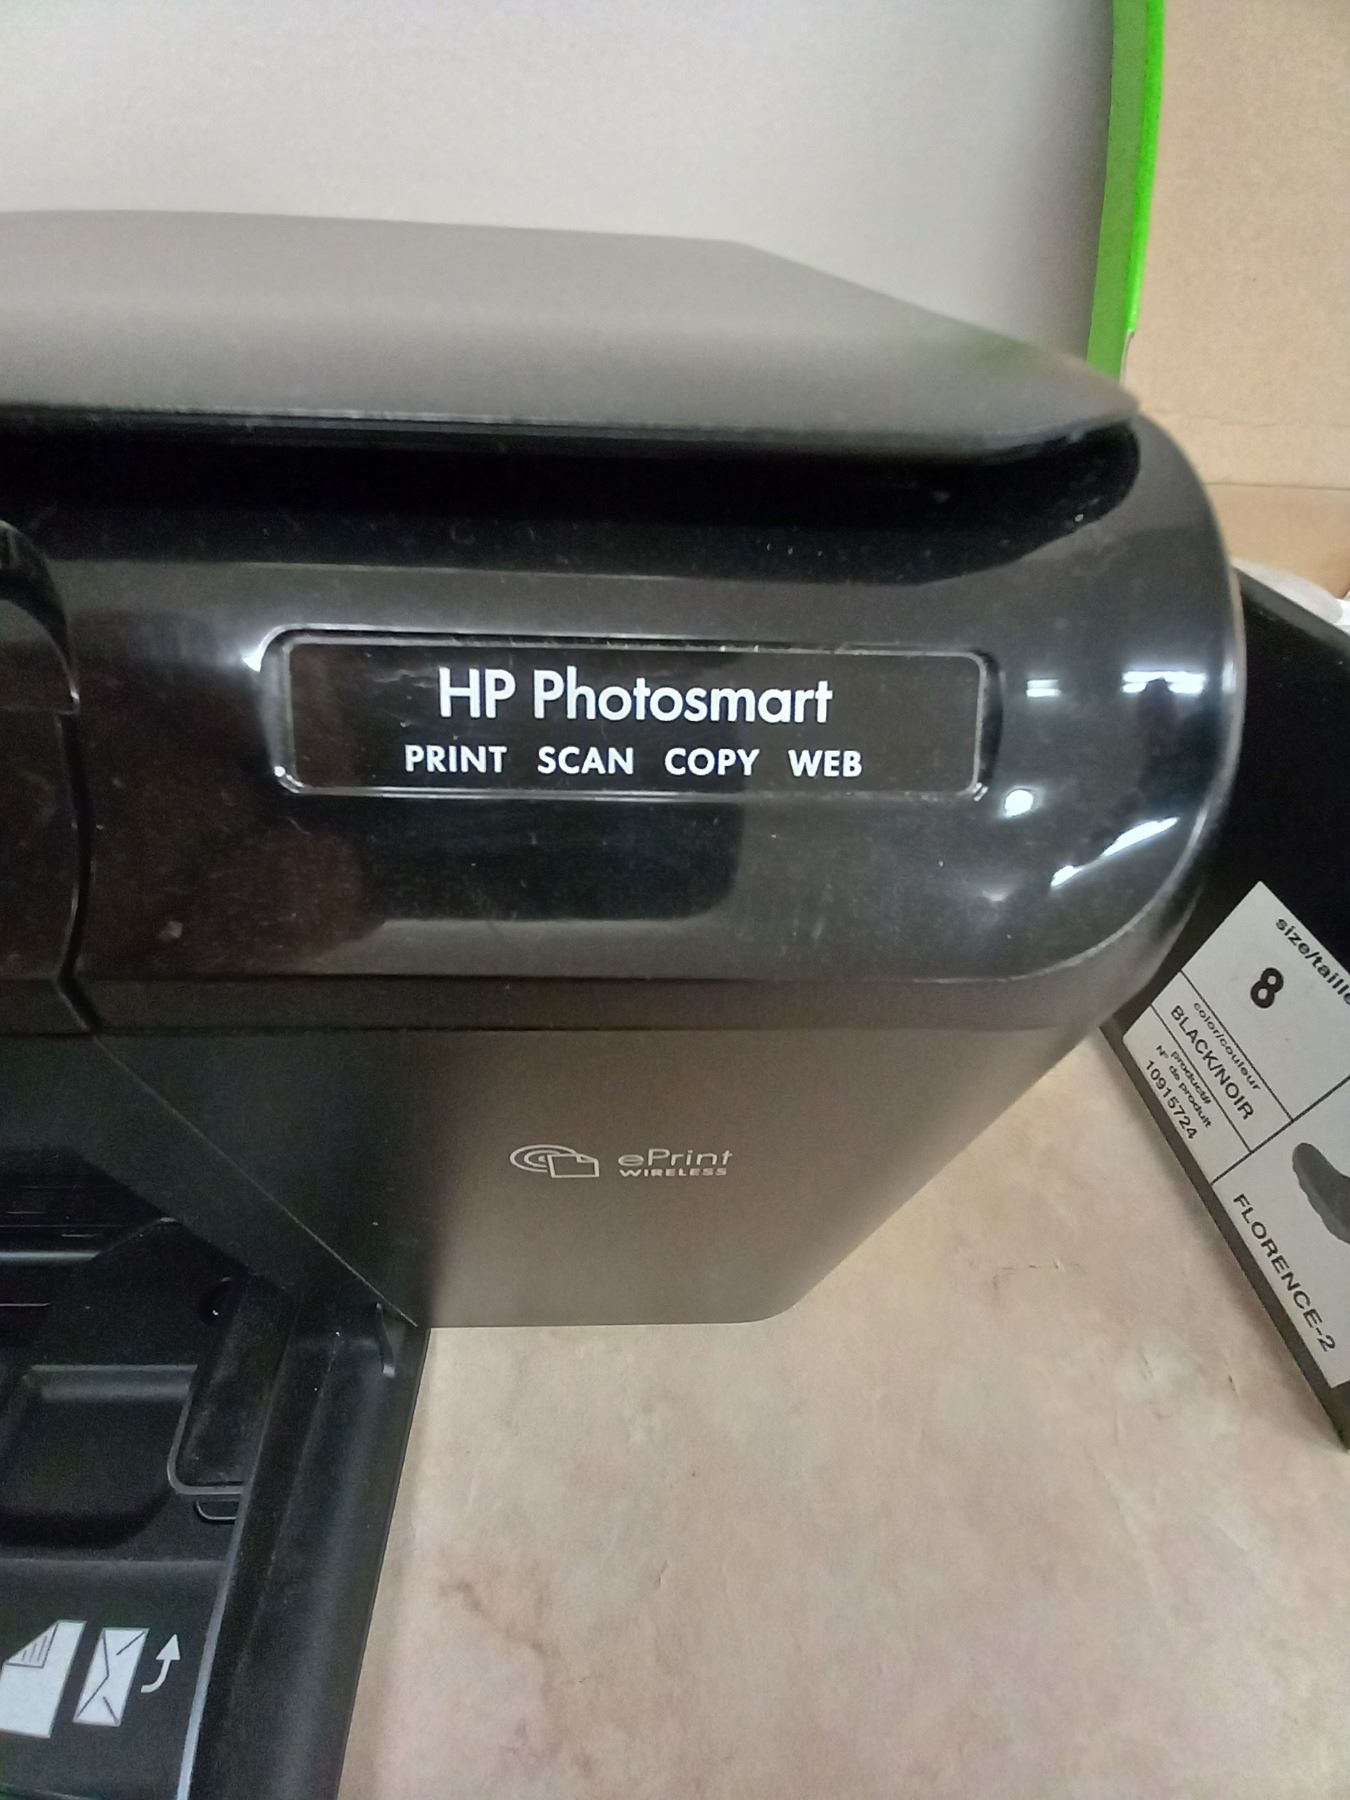 HP Photosmart
PRINT SCAN COPY WEB
ePrint
WIRELESS
size/taille
8
color/couleur
BLACK/NOIR
product#
N° de produit
10915724
FLORENCE-2